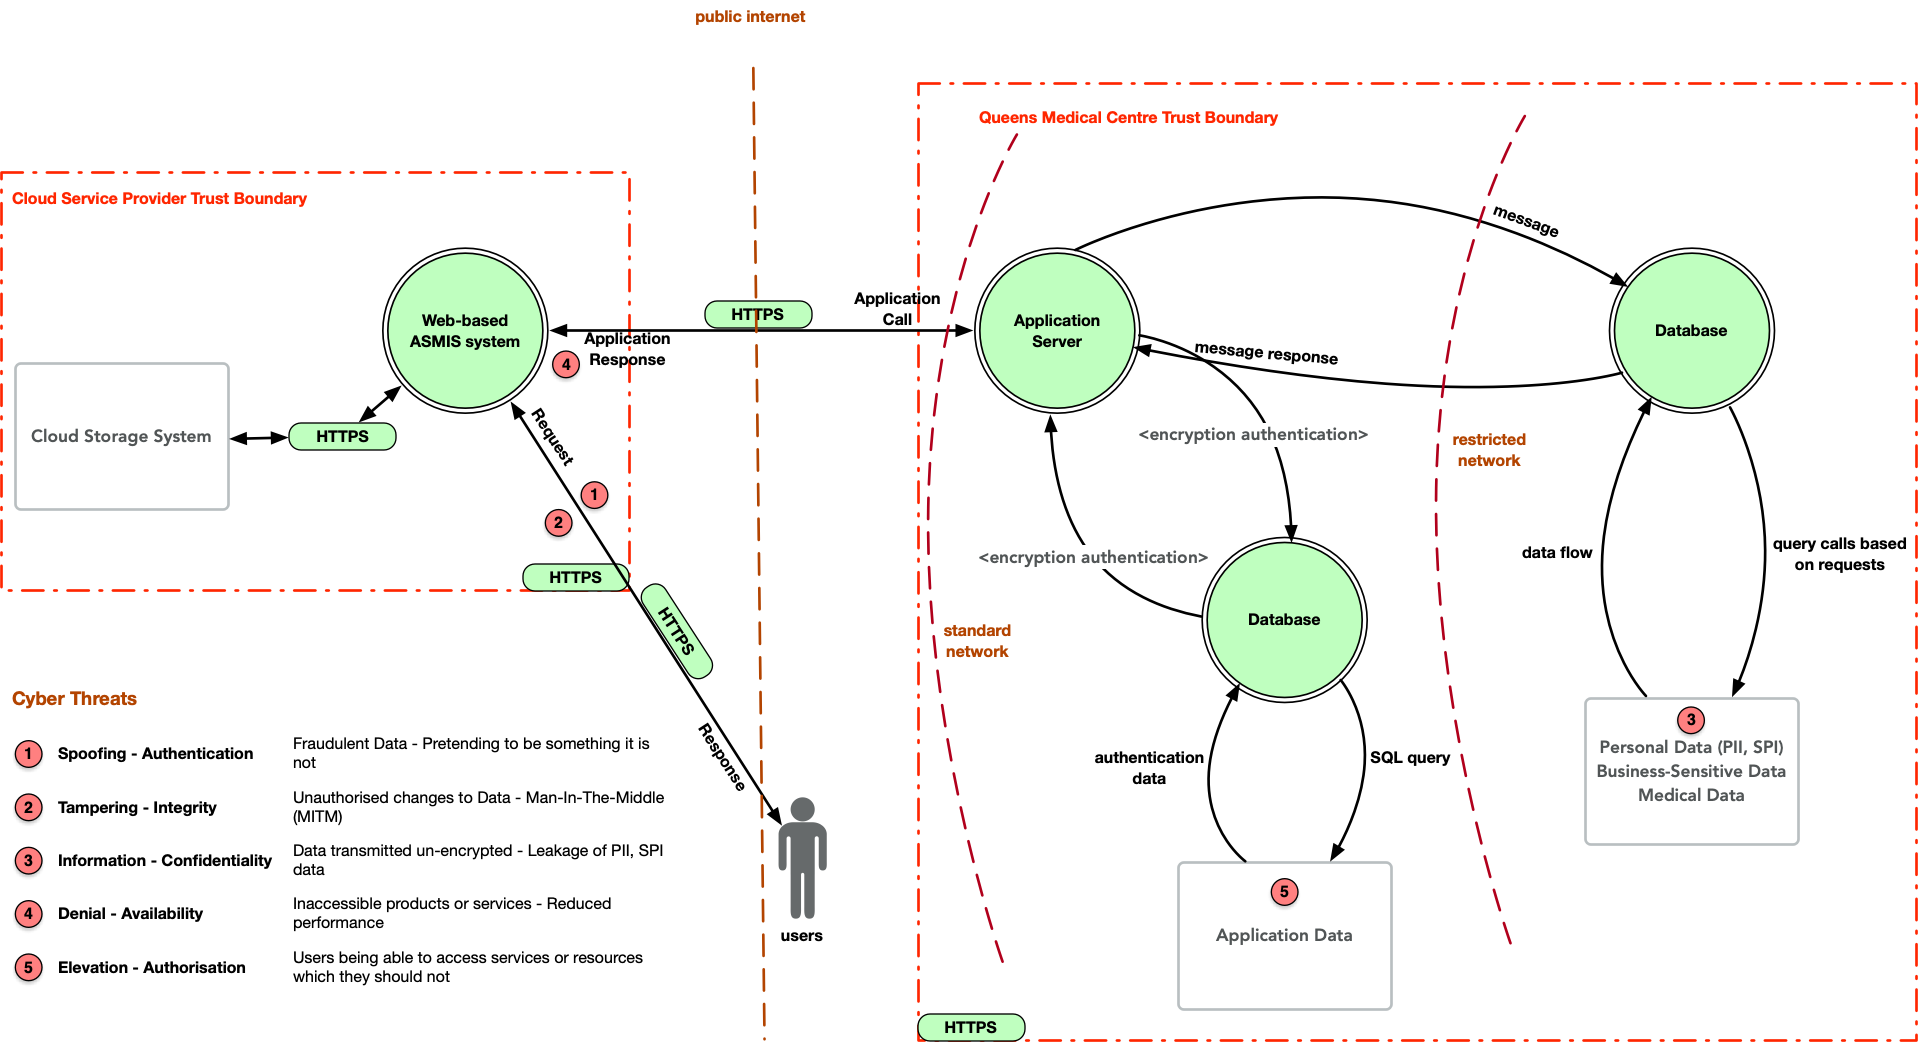 public internet
Queens Medical Centre Trust Boundary
Cloud Service Provider Trust Boundary
message
Web-based
ASMIS system
HTTPS
Application
Call
Application
Response
4
Application
Server
message response
Database
Cloud Storage System
HTTPS
Request
1
2
<encryption authentication>
restricted
network
<encryption authentication>
data flow
query calls based
on requests
HTTPS
HTTPS
standard
network
Database
Response
authentication
data
SQL query
3
Personal Data (PII, SPI)
Business-Sensitive Data
Medical Data
5
Application Data
users
HTTPS
Cyber Threats
1 Spoofing - Authentication Fraudulent Data - Pretending to be something it is
not
2 Tampering - Integrity Unauthorised changes to Data - Man-In-The-Middle
(MITM)
3 Information - Confidentiality Data transmitted un-encrypted - Leakage of PII, SPI
data
4 Denial - Availability Inaccessible products or services - Reduced
performance
5 Elevation - Authorisation Users being able to access services or resources
which they should not